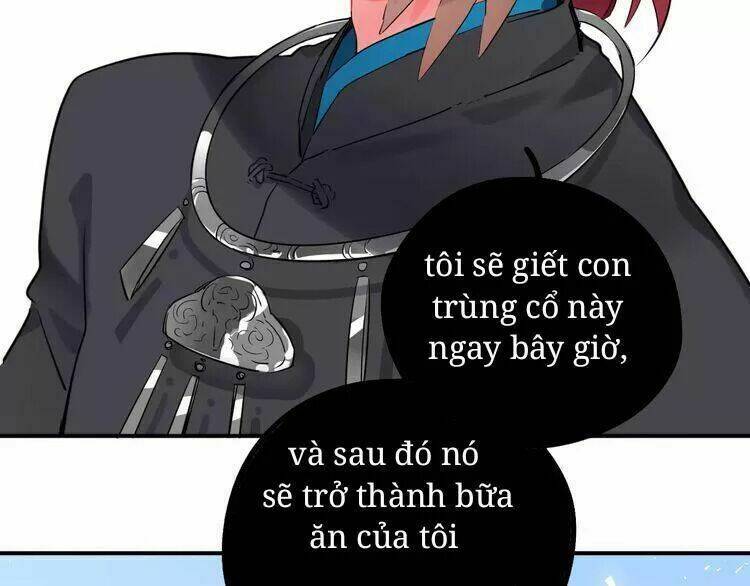 tôi sẽ giết con
trùng cổ này
ngay bây giờ,
và sau đó nó
sẽ trở thành bữa
ăn của tôi